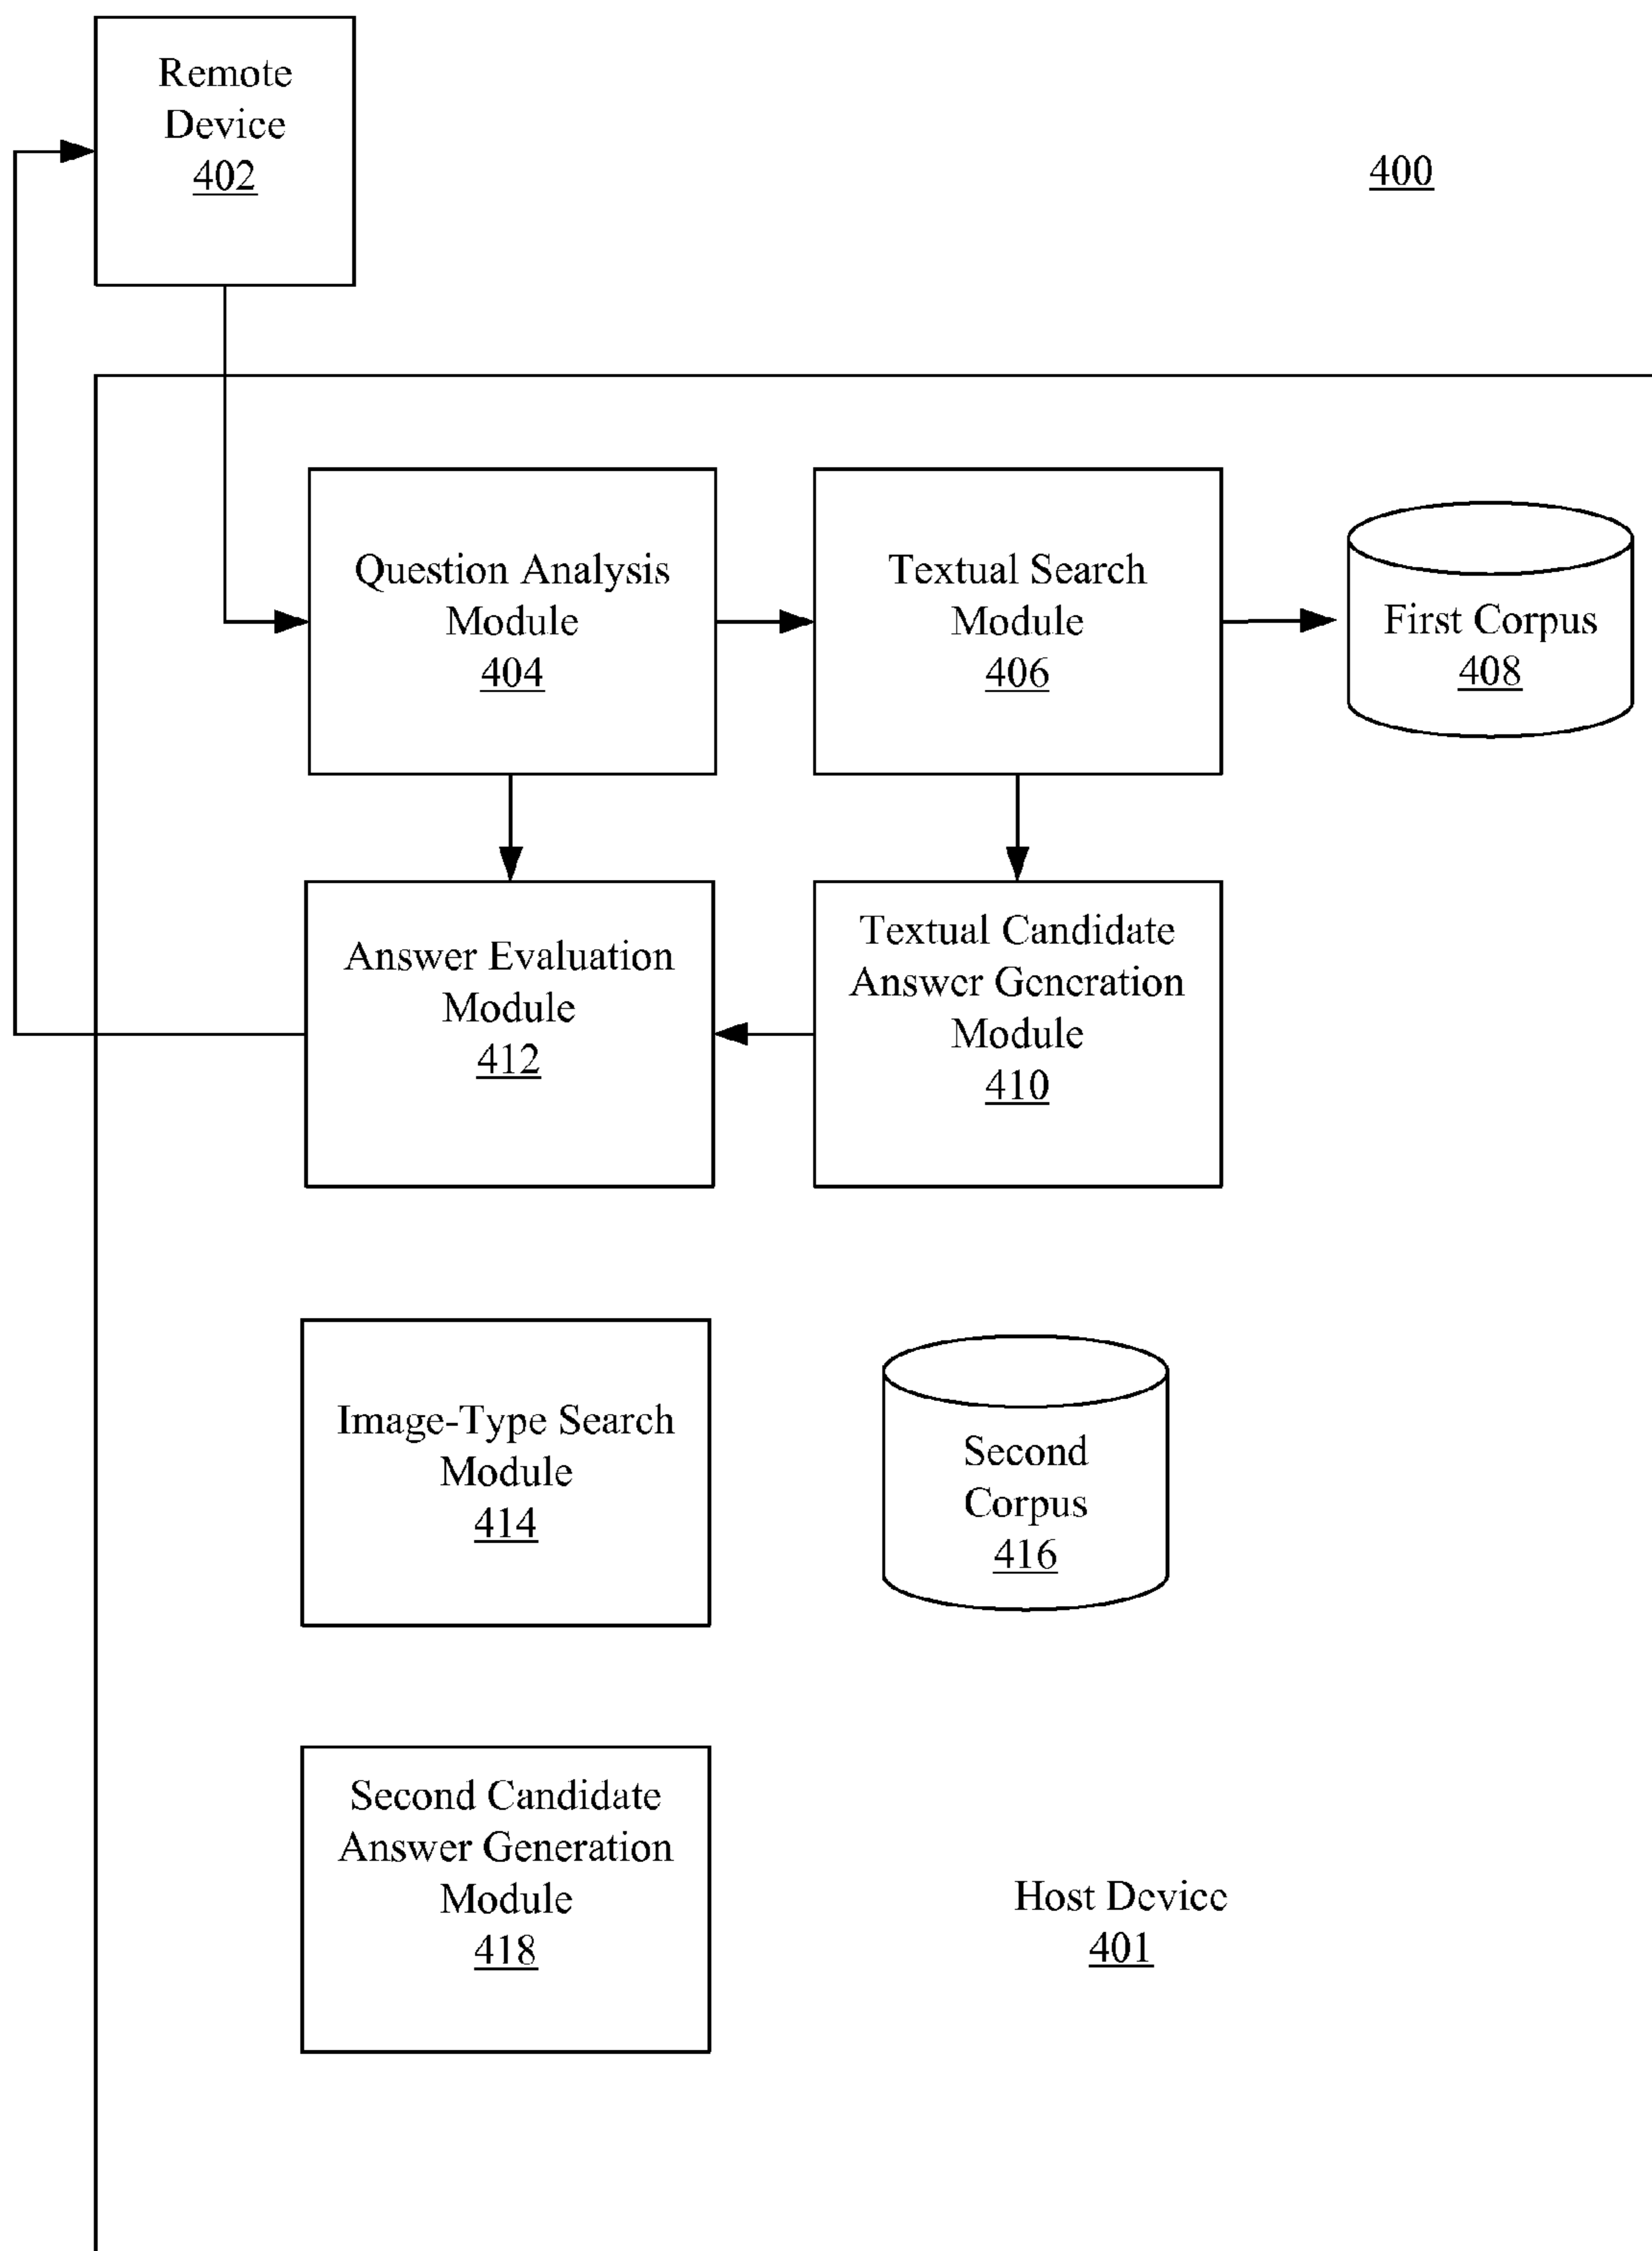 Remote
Device
402
400
Question Analysis
Module
404
Textual Search
Module
406
First Corpus
408
Answer Evaluation
Module
412
Textual Candidate
Answer Generation
Module
410
Image-Type Search
Module
414
Second
Corpus
416
Second Candidate
Answer Generation
Module
418
Host Device
401